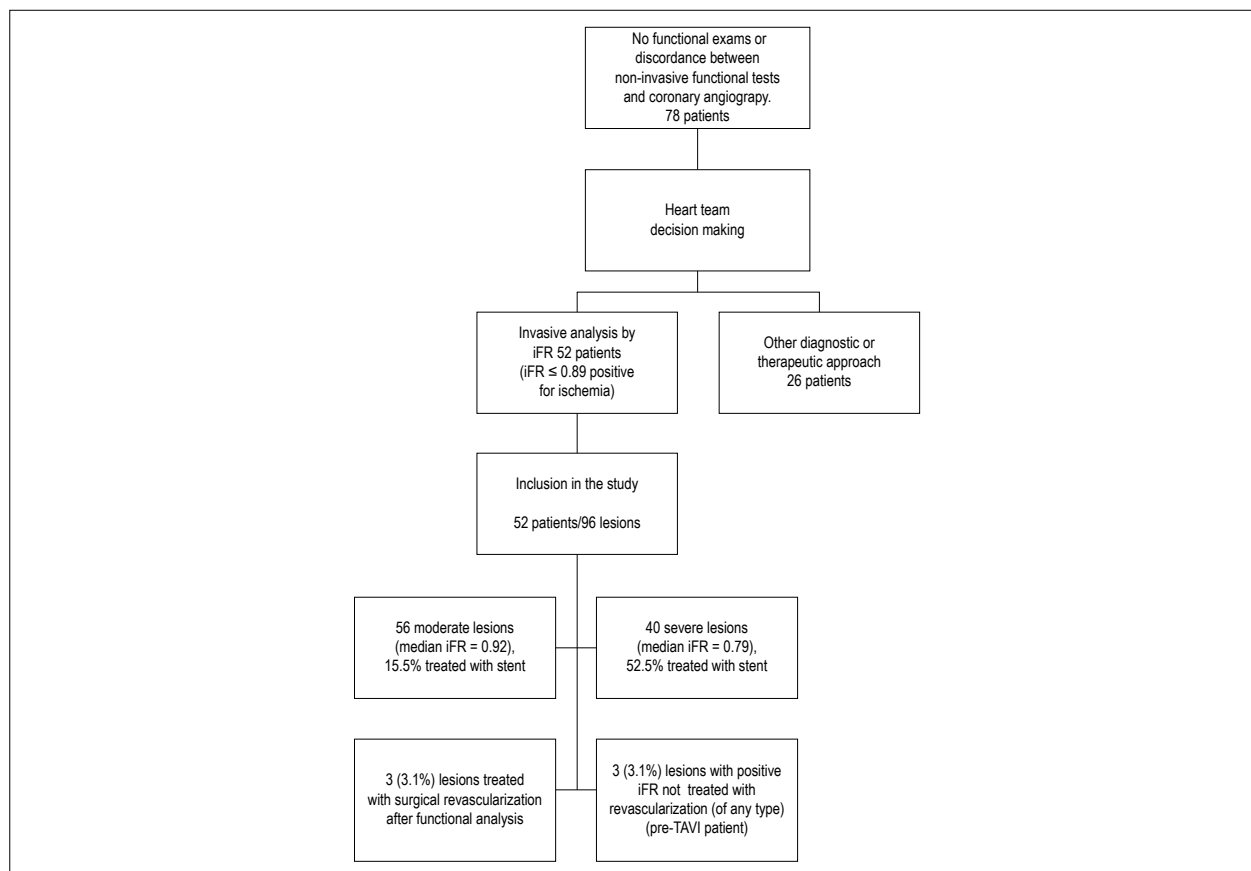 No functional exams or
discordance between
non-invasive functional tests
and coronary angiograpy.
78 patients
Heart team
decision making
Invasive analysis by
iFR 52 patients
(iFR ≤ 0.89 positive
for ischemia)
Other diagnostic or
therapeutic approach
26 patients
Inclusion in the study
52 patients/96 lesions
56 moderate lesions
(median iFR = 0.92),
15.5% treated with stent
40 severe lesions
(median iFR = 0.79),
52.5% treated with stent
3 (3.1%) lesions treated
with surgical revascularization
after functional analysis
3 (3.1%) lesions with positive
iFR not treated with
revascularization (of any type)
(pre-TAVI patient)